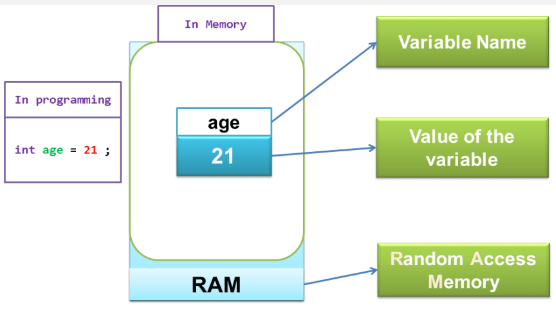 In Memory
In programming
int age = 21 ;
age
21
RAM
Variable Name
Value of the
variable
Random Access
Memory